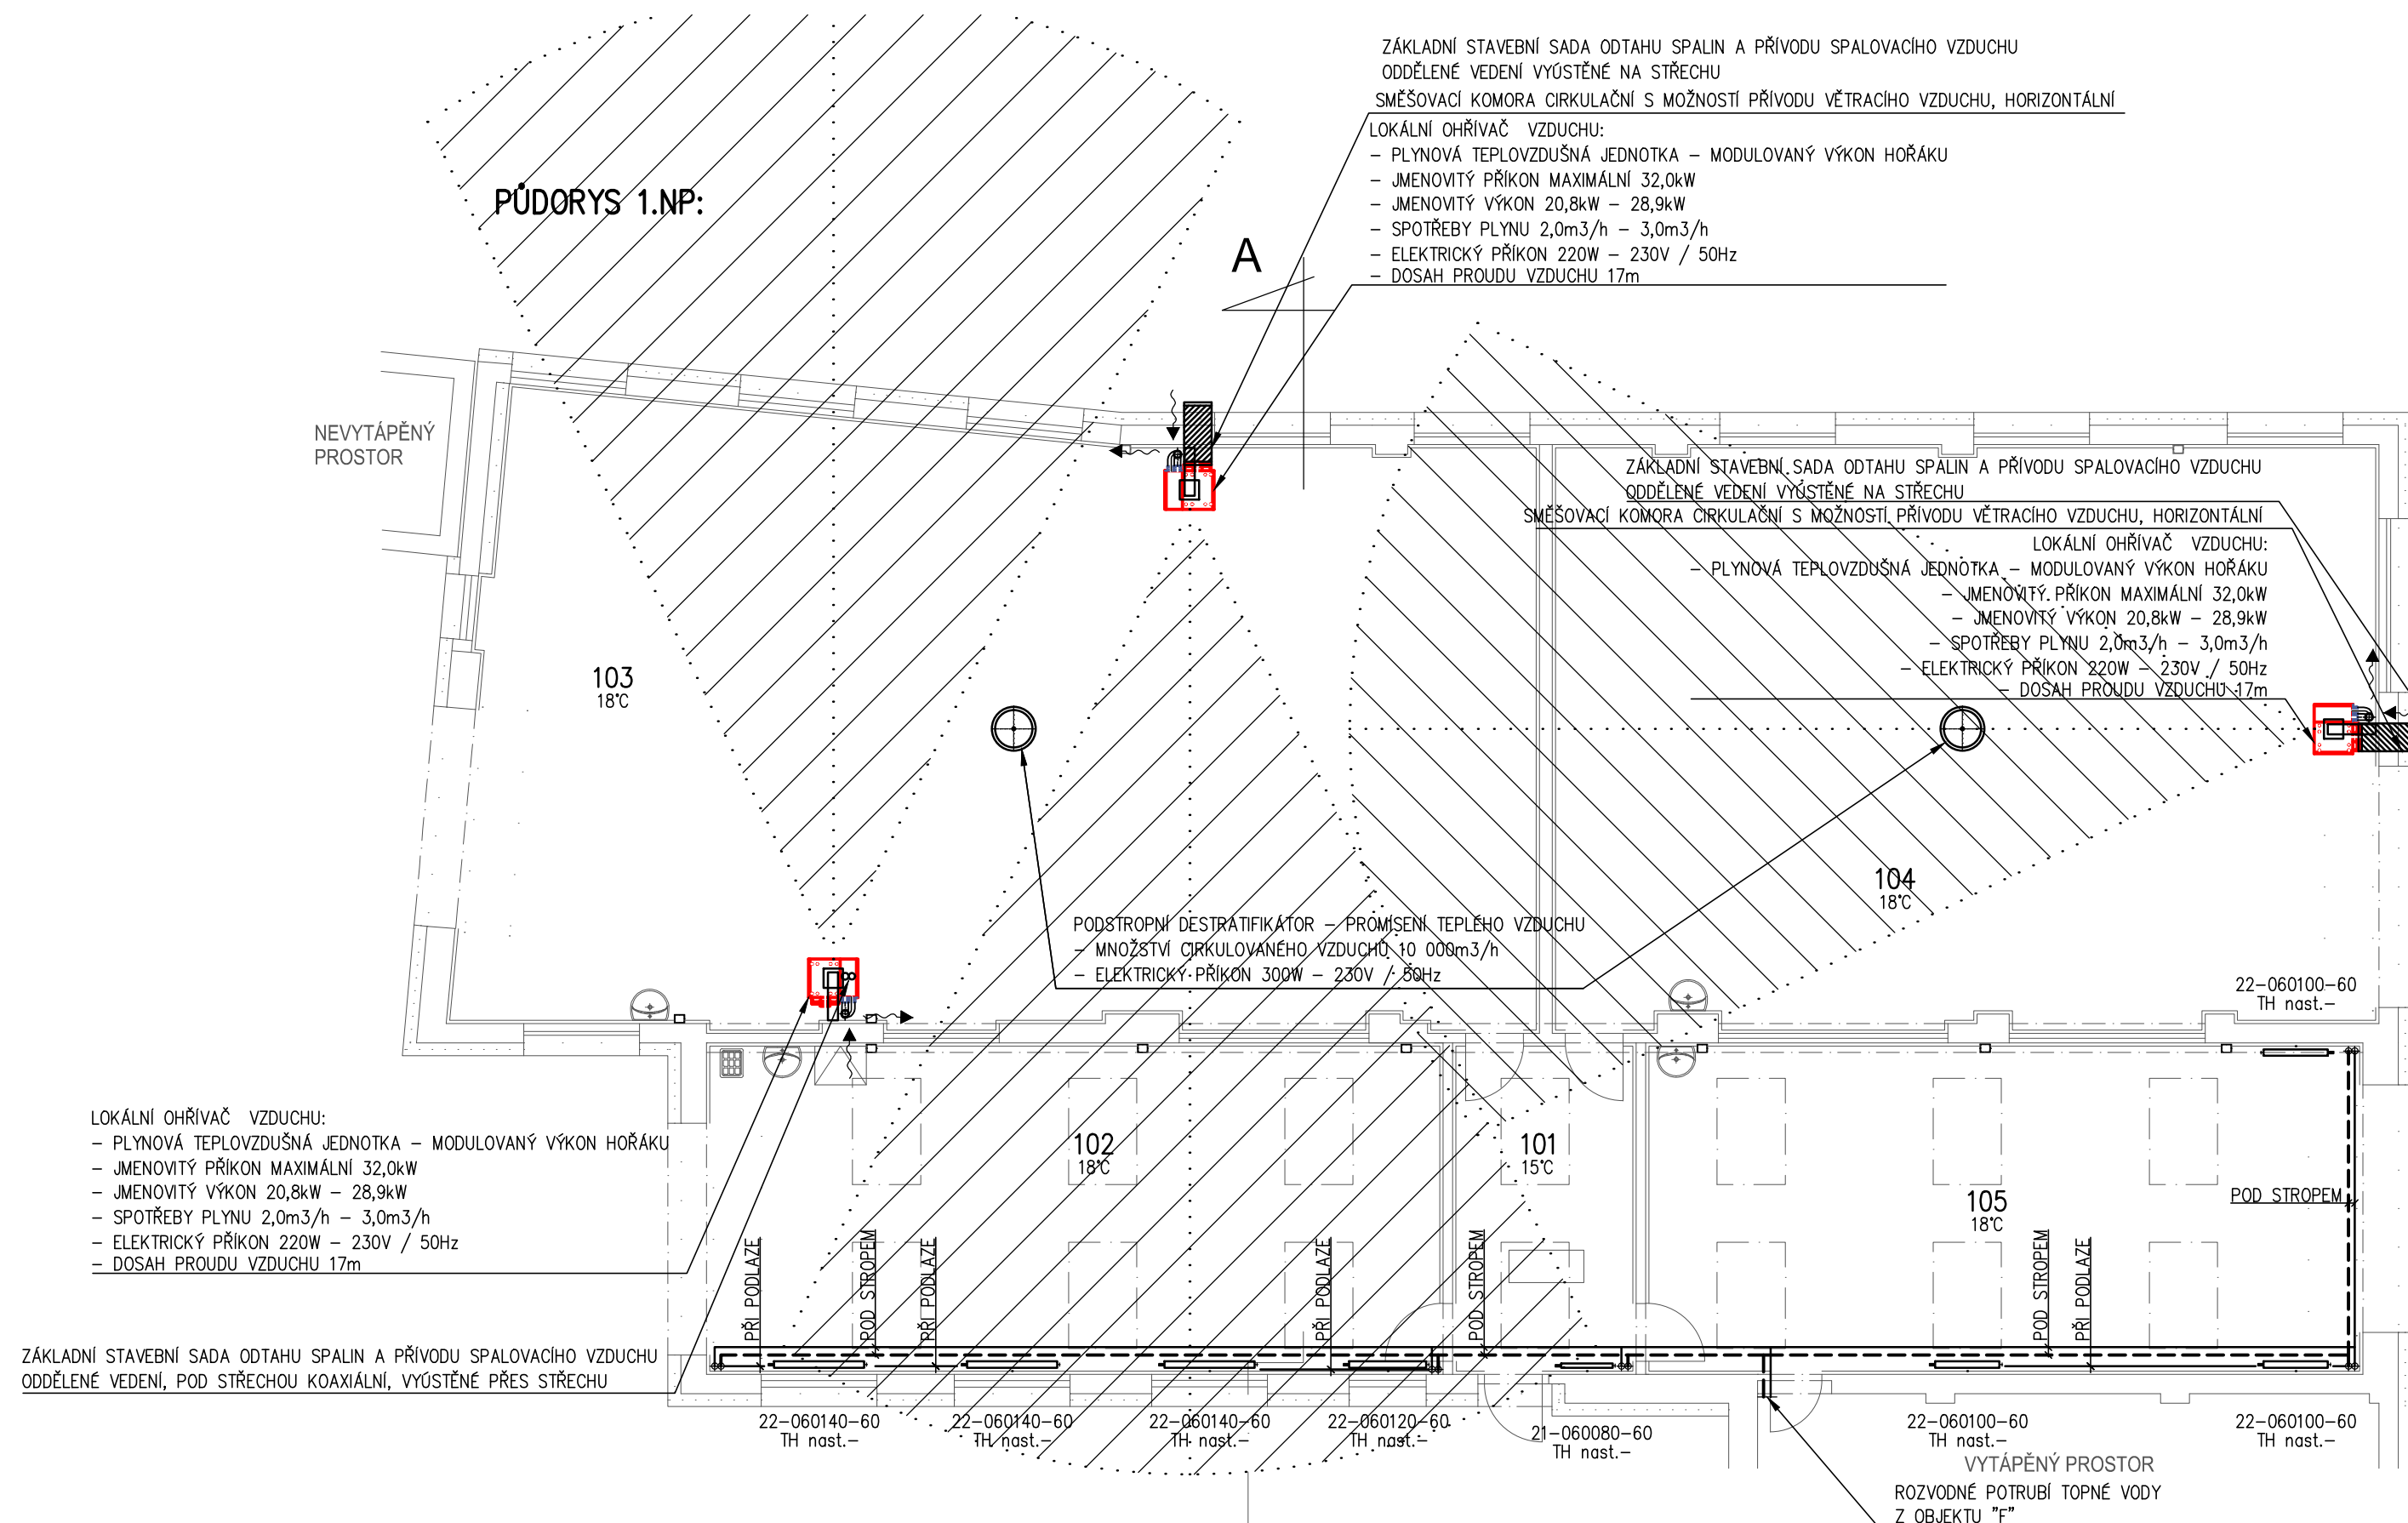 ZÁKLADNÍ STAVEBNÍ SADA ODTAHU SPALIN A PŘÍVODU SPALOVACÍHO VZDUCHU
ODDĚLENÉ VEDENÍ VYÚSTĚNÉ NA STŘECHU
SMĚŠOVACÍ KOMORA CIRKULAČNÍ S MOŽNOSTÍ PŘÍVODU VĚTRACÍHO VZDUCHU, HORIZONTÁLNÍ
LOKÁLNÍ OHŘÍVAČ VZDUCHU:
– PLYNOVÁ TEPLOVZDUŠNÁ JEDNOTKA – MODULOVANÝ VÝKON HOŘÁKU
– JMENOVITÝ PŘÍKON MAXIMÁLNÍ 32,0kW
– JMENOVITÝ VÝKON 20,8kW – 28,9kW
– SPOTŘEBY PLYNU 2,0m3/h – 3,0m3/h
– ELEKTRICKÝ PŘÍKON 220W – 230V / 50Hz
– DOSAH PROUDU VZDUCHU 17m
PŮDORYS 1.NP:
A
NEVYTÁPĚNÝ
PROSTOR
ZÁKLADNÍ STAVEBNÍ SADA ODTAHU SPALIN A PŘÍVODU SPALOVACÍHO VZDUCHU
ODDĚLENÉ VEDENÍ VYÚSTĚNÉ NA STŘECHU
SMĚŠOVACÍ KOMORA CIRKULAČNÍ S MOŽNOSTÍ PŘÍVODU VĚTRACÍHO VZDUCHU, HORIZONTÁLNÍ
LOKÁLNÍ OHŘÍVAČ VZDUCHU:
– PLYNOVÁ TEPLOVZDUŠNÁ JEDNOTKA – MODULOVANÝ VÝKON HOŘÁKU
– JMENOVITÝ PŘÍKON MAXIMÁLNÍ 32,0kW
– JMENOVITÝ VÝKON 20,8kW – 28,9kW
– SPOTŘEBY PLYNU 2,0m3/h – 3,0m3/h
– ELEKTRICKÝ PŘÍKON 220W – 230V / 50Hz
– DOSAH PROUDU VZDUCHU 17m
103
18°C
104
18°C
PODSTROPNÍ DESTRATIFIKÁTOR – PROMÍSENÍ TEPLÉHO VZDUCHU
– MNOŽSTVÍ CIRKULOVANÉHO VZDUCHU 10 000m3/h
– ELEKTRICKÝ PŘÍKON 300W – 230V / 50Hz
22-060100-60
TH nast.–
LOKÁLNÍ OHŘÍVAČ VZDUCHU:
– PLYNOVÁ TEPLOVZDUŠNÁ JEDNOTKA – MODULOVANÝ VÝKON HOŘÁKU
– JMENOVITÝ PŘÍKON MAXIMÁLNÍ 32,0kW
– JMENOVITÝ VÝKON 20,8kW – 28,9kW
– SPOTŘEBY PLYNU 2,0m3/h – 3,0m3/h
– ELEKTRICKÝ PŘÍKON 220W – 230V / 50Hz
– DOSAH PROUDU VZDUCHU 17m
102
18°C
101
15°C
105
18°C
POD STROPEM
PŘI PODLAZE
POD STROPEM
PŘI PODLAZE
PŘI PODLAZE
POD STROPEM
POD STROPEM
PŘI PODLAZE
ZÁKLADNÍ STAVEBNÍ SADA ODTAHU SPALIN A PŘÍVODU SPALOVACÍHO VZDUCHU
ODDĚLENÉ VEDENÍ, POD STŘECHOU KOAXIÁLNÍ, VYÚSTĚNÉ PŘES STŘECHU
22-060140-60
TH nast.–
22-060140-60
TH nast.–
22-060140-60
TH nast.–
22-060120-60
TH nast.–
21-060080-60
TH nast.–
22-060100-60
TH nast.–
22-060100-60
TH nast.–
VYTÁPĚNÝ PROSTOR
ROZVODNÉ POTRUBÍ TOPNÉ VODY
Z OBJEKTU "F"